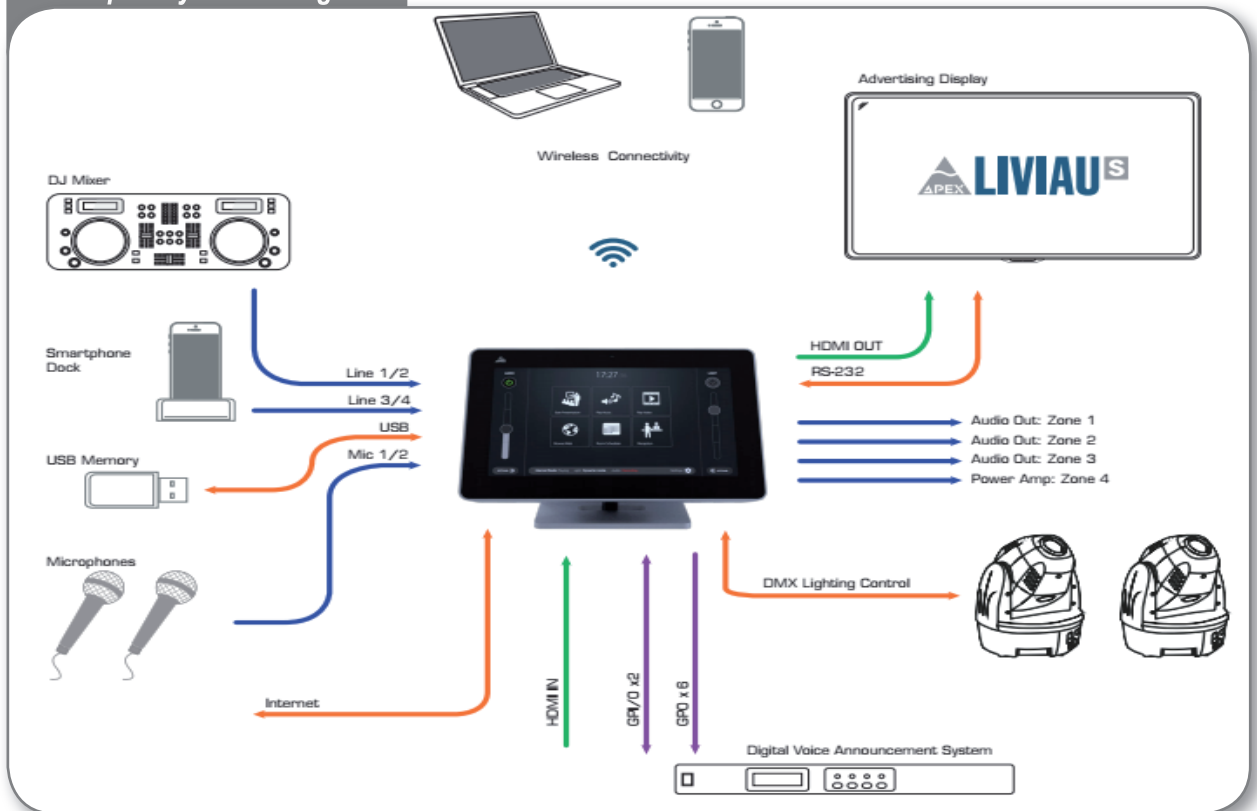 Wireless Connectivity
Advertising Display
APEX LIVIAU S
DJ Mixer
HDMI OUT
RS-232
Smartphone
Dock
Line 1/2
Line 3/4
USB
USB Memory
Mic 1/2
17:27
Audio Out: Zone 1
Audio Out: Zone 2
Audio Out: Zone 3
Power Amp: Zone 4
Microphones
DMX Lighting Control
Internet
HDMI IN
GPI/O x2
GPO x 6
Digital Voice Announcement System